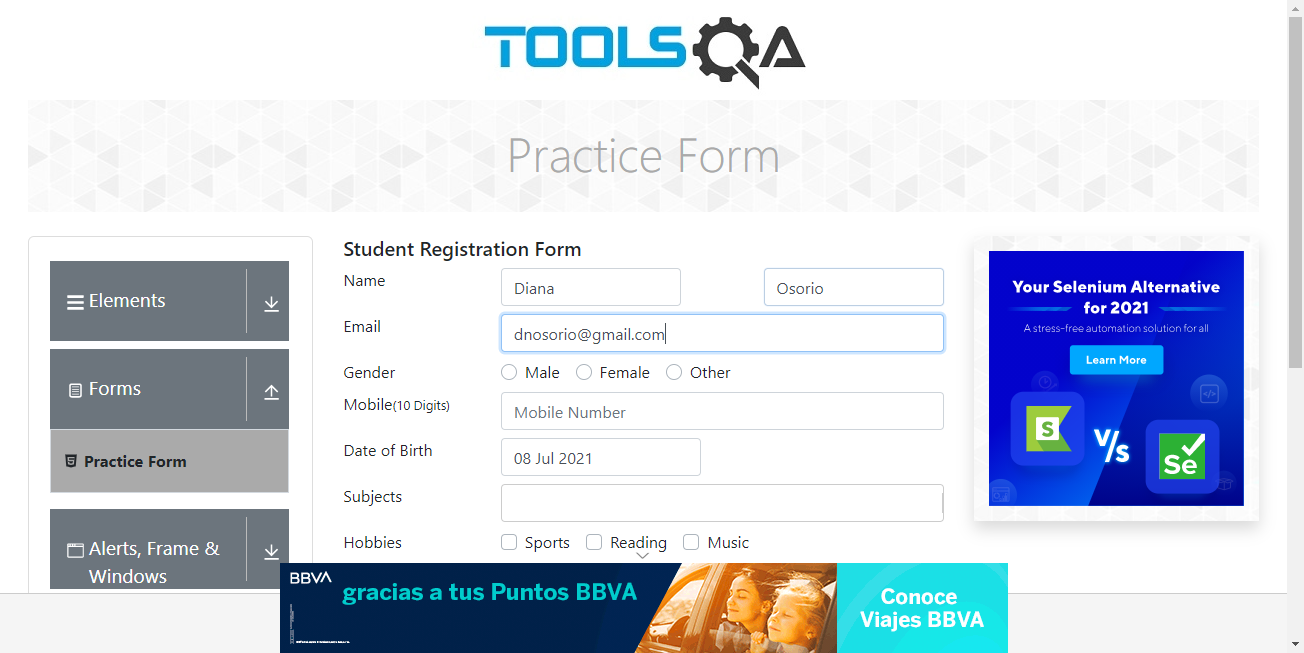 TOOLSQA
Practice Form
Elements
Forms
Practice Form
Alerts, Frame &
Windows
Student Registration Form
Name
Diana
Osorio
Email
dnosorio@gmail.com
Gender
Male
Female
Other
Mobile(10 Digits)
Mobile Number
Date of Birth
08 Jul 2021
Subjects
Hobbies
Sports
Reading
Music
Your Selenium Alternative
for 2021
A stress-free automation solution for all
Learn More
S
V/s
Se
BBVA
gracias a tus Puntos BBVA
Conoce
Viajes BBVA